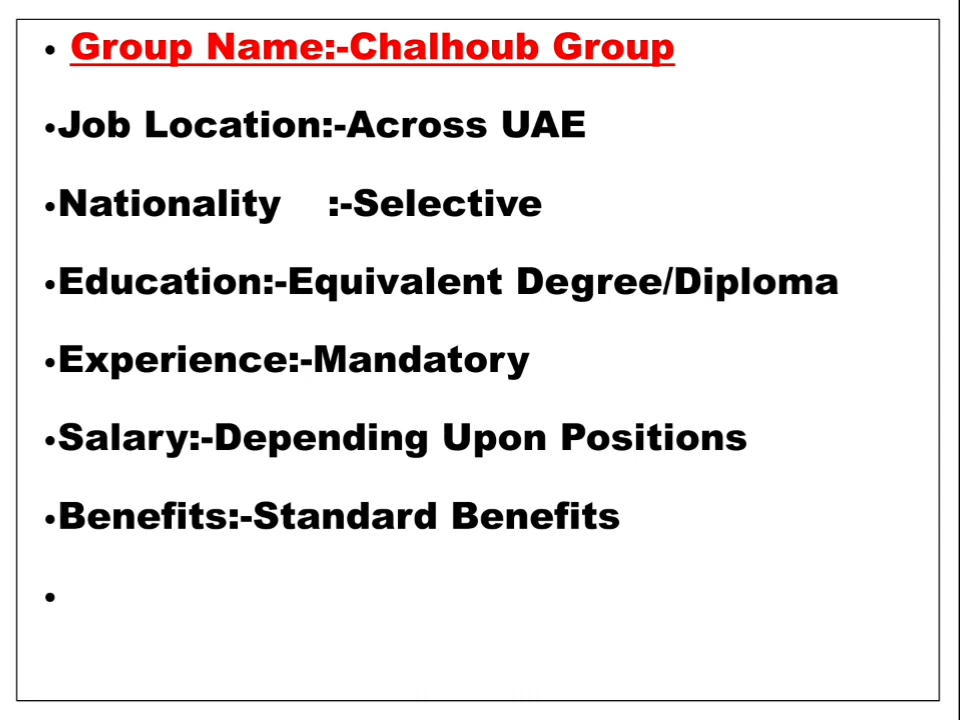 • Group Name:-Chalhoub Group
•Job Location:-Across UAE
•Nationality    :-Selective
•Education:-Equivalent Degree/Diploma
•Experience:-Mandatory
•Salary:-Depending Upon Positions
•Benefits:-Standard Benefits
•